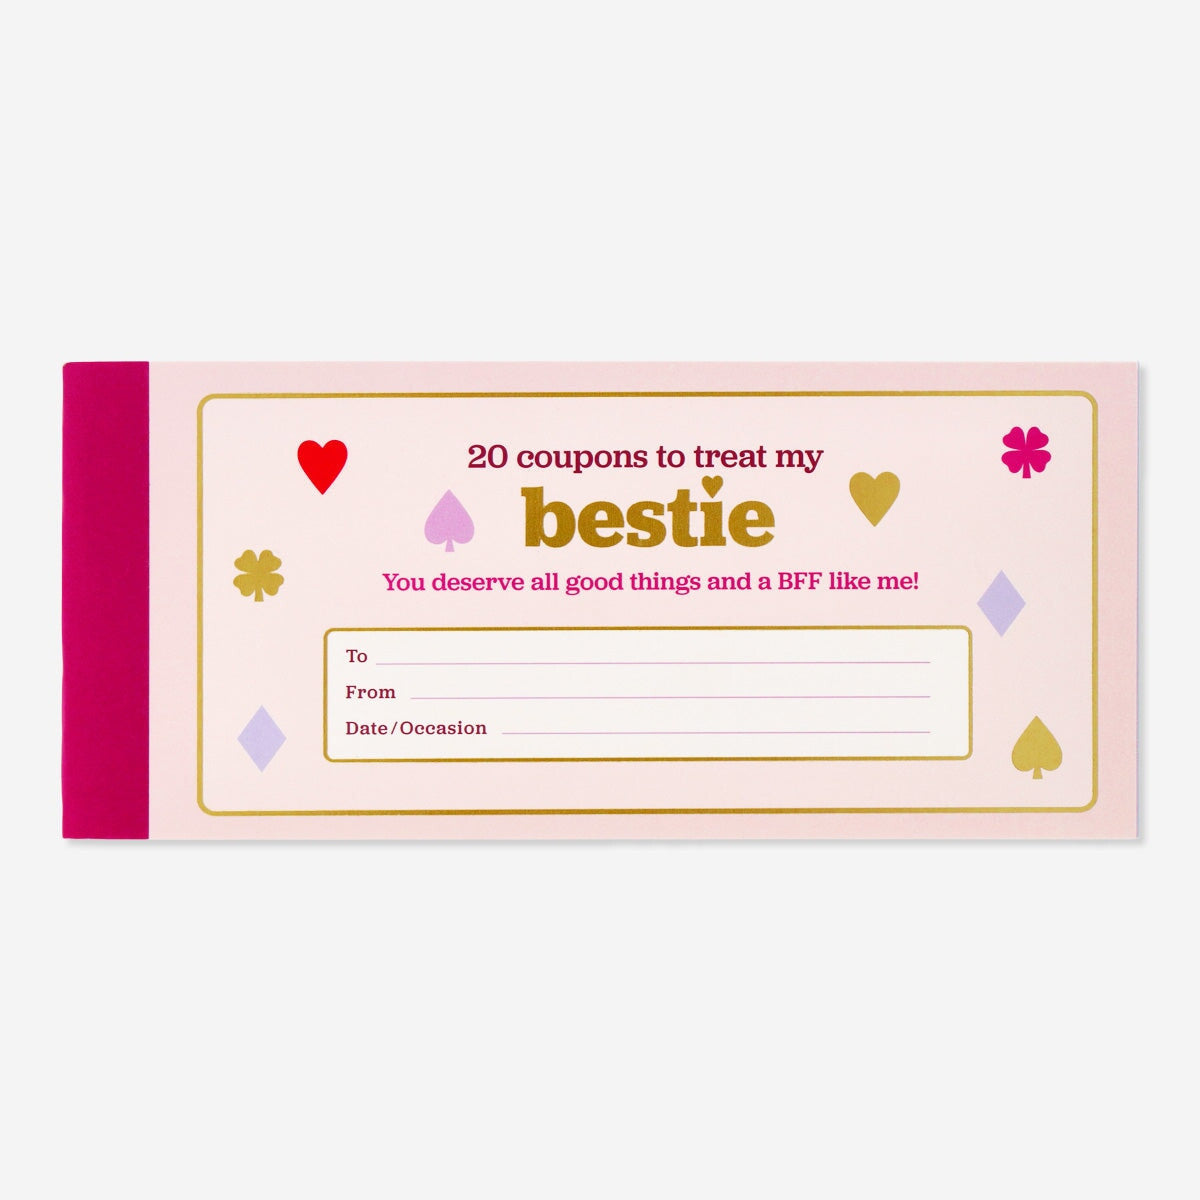 20 coupons to treat my
bestie
You deserve all good things and a BFF like me!
To
From
Date/Occasion